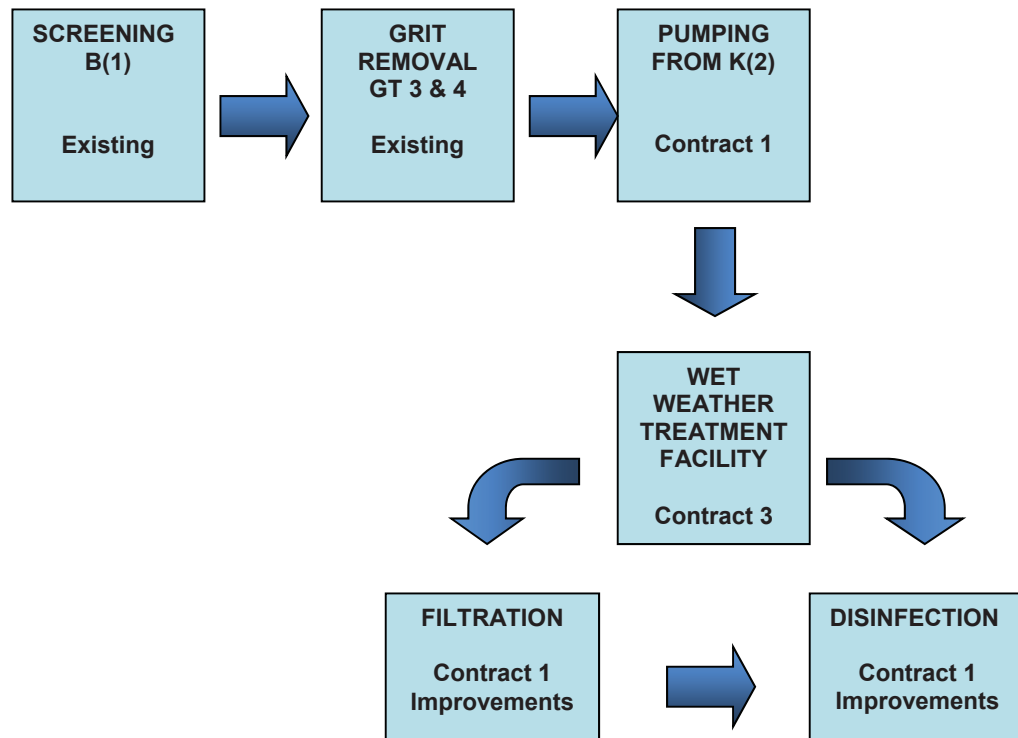 SCREENING
B(1)
Existing
GRIT
REMOVAL
GT 3 & 4
Existing
PUMPING
FROM K(2)
Contract 1
WET
WEATHER
TREATMENT
FACILITY
Contract 3
FILTRATION
Contract 1
Improvements
DISINFECTION
Contract 1
Improvements